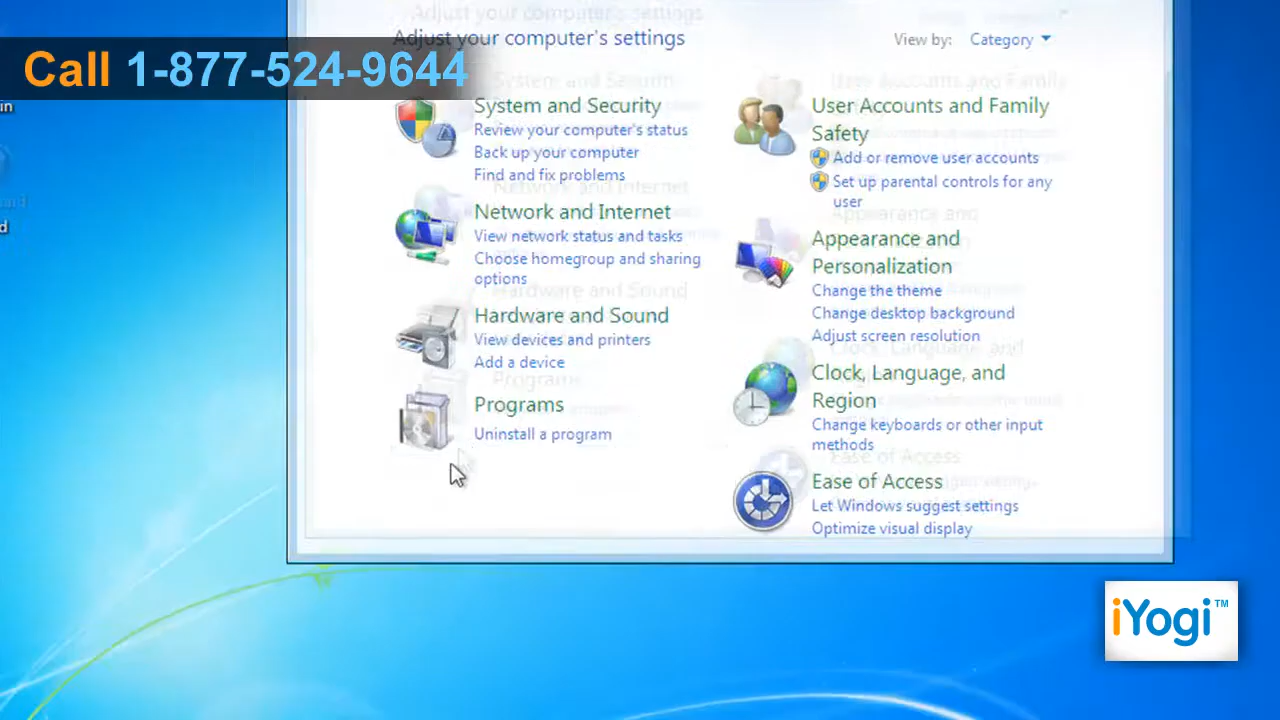 Adjust your computer's settings
View by: Category
Call 1-877-524-9644
in
System and Security
Review your computer's status
Back up your computer
Find and fix problems
Network and Internet
View network status and tasks
Choose homegroup and sharing
options
Hardware and Sound
View devices and printers
Add a device
Programs
Uninstall a program
User Accounts and Family
Safety
Add or remove user accounts
Set up parental controls for any
user
Appearance and
Personalization
Change the theme
Change desktop background
Adjust screen resolution
Clock, Language, and
Region
Change keyboards or other input
methods
Ease of Access
Let Windows suggest settings
Optimize visual display
d
iYogi™